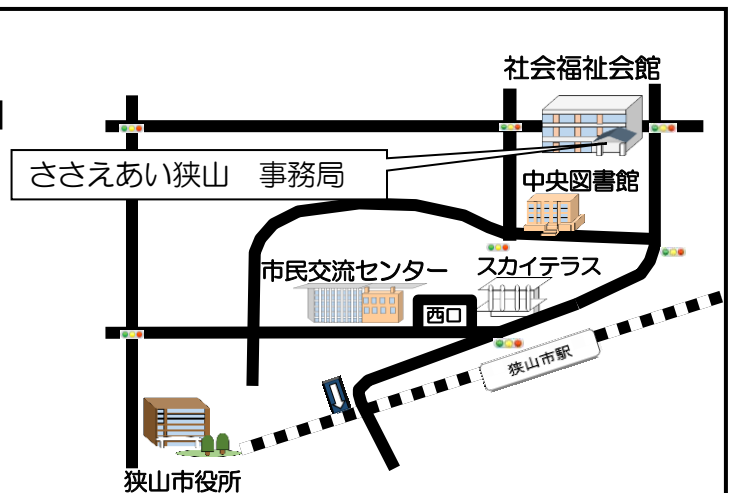 社会福祉会館
ささえあい狭山　事務局
中央図書館
市民交流センター
スカイテラス
西口
狭山市駅
狭山市役所